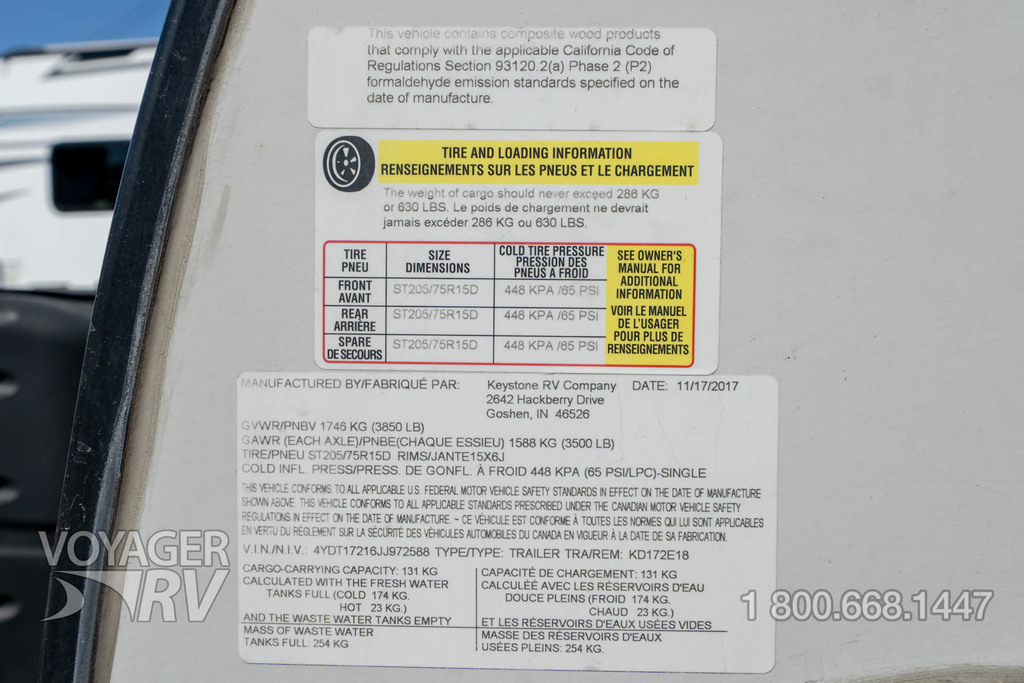 This vehicle contains composite wood products
that comply with the applicable California Code of
Regulations Section 93120.2(a) Phase 2 (P2)
formaldehyde emission standards specified on the
date of manufacture.
TIRE AND LOADING INFORMATION
RENSEIGNEMENTS SUR LES PNEUS ET LE CHARGEMENT
The weight of cargo should never exceed 286 KG
or 630 LBS. Le poids de chargement ne devrait
jamais excéder 286 KG ou 630 LBS.
TIRE
PNEU
SIZE
DIMENSIONS
COLD TIRE PRESSURE
PRESSION DES
PNEUS A FROID
SEE OWNER'S
MANUAL FOR
ADDITIONAL
INFORMATION
VOIR LE MANUEL
DE L'USAGER
POUR PLUS DE
RENSEIGNEMENTS
FRONT
AVANT
ST205/75R15D
448 KPA /65 PSI
REAR
ARRIÈRE
ST205/75R15D
448 KPA /65 PSI
SPARE
DE SECOURS
ST205/75R15D
448 KPA /65 PSI
MANUFACTURED BY/FABRIQUÉ PAR: Keystone RV Company DATE: 11/17/2017
2642 Hackberry Drive
Goshen, IN 46526
GVWR/PNBV 1746 KG (3850 LB)
GAWR (EACH AXLE)/PNBE(CHAQUE ESSIEU) 1588 KG (3500 LB)
TIRE/PNEU ST205/75R15D RIMS/JANTE15X6J
COLD INFL. PRESS/PRESS. DE GONFL. À FROID 448 KPA (65 PSI/LPC)-SINGLE
THIS VEHICLE CONFORMS TO ALL APPLICABLE U.S. FEDERAL MOTOR VEHICLE SAFETY STANDARDS IN EFFECT ON THE DATE OF MANUFACTURE
SHOWN ABOVE. THIS VEHICLE CONFORMS TO ALL APPLICABLE STANDARDS PRESCRIBED UNDER THE CANADIAN MOTOR VEHICLE SAFETY
REGULATIONS IN EFFECT ON THE DATE OF MANUFACTURE. ~ CE VÉHICULE EST CONFORME À TOUTES LES NORMES QUI LUI SONT APPLICABLES
EN VERTU DU RÈGLEMENT SUR LA SÉCURITÉ DES VÉHICULES AUTOMOBILES DU CANADA EN VIGUEUR À LA DATE DE SA FABRICATION.
V.I.N./N.I.V.: 4YDT17216JJ972588 TYPE/TYPE: TRAILER TRA/REM: KD172E18
CARGO-CARRYING CAPACITY: 131 KG
CALCULATED WITH THE FRESH WATER
TANKS FULL (COLD 174 KG.)
HOT 23 KG.)
AND THE WASTE WATER TANKS EMPTY
MASS OF WASTE WATER
TANKS FULL: 254 KG
CAPACITÉ DE CHARGEMENT: 131 KG
CALCULÉE AVEC LES RÉSERVOIRS D'EAU
DOUCE PLEINS (FROID 174 KG.
CHAUD 23 KG.)
ET LES RÉSERVOIRS D'EAUX USÉES VIDES
MASSE DES RÉSERVOIRS D'EAUX
USÉES PLEINS: 254 KG.
VOYAGER
RV
1 800.668.1447